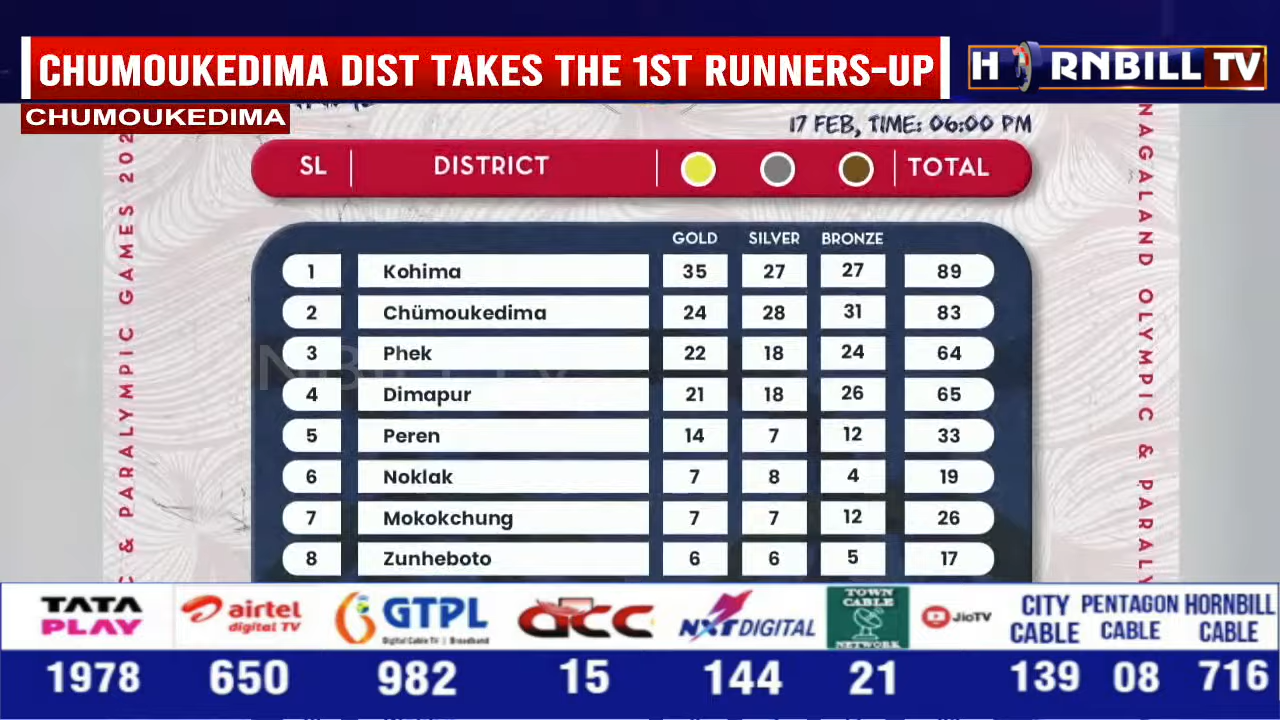 CHUMOUKEDIMA DIST TAKES THE 1ST RUNNERS-UP
H RNBILL TV
CHUMOUKEDIMA
17 FEB, TIME: 06:00 PM
SL DISTRICT TOTAL
GOLD SILVER BRONZE
1 Kohima 35 27 27 89
2 Chümoukedima 24 28 31 83
3 Phek 22 18 24 64
4 Dimapur 21 18 26 65
5 Peren 14 7 12 33
6 Noklak 7 8 4 19
7 Mokokchung 7 7 12 26
8 Zunheboto 6 6 5 17
& PARALYMPIC GAMES 202
NAGALAND OLYMPIC & PARALY
TATA PLAY
1978
airtel digital TV
650
GTPL
Digital Cable TV | Broadband
982
acc
15
NXTDIGITAL
144
TOWN CABLE NETWORK
21
JioTV
CITY CABLE
139
PENTAGON CABLE
08
HORNBILL CABLE
716